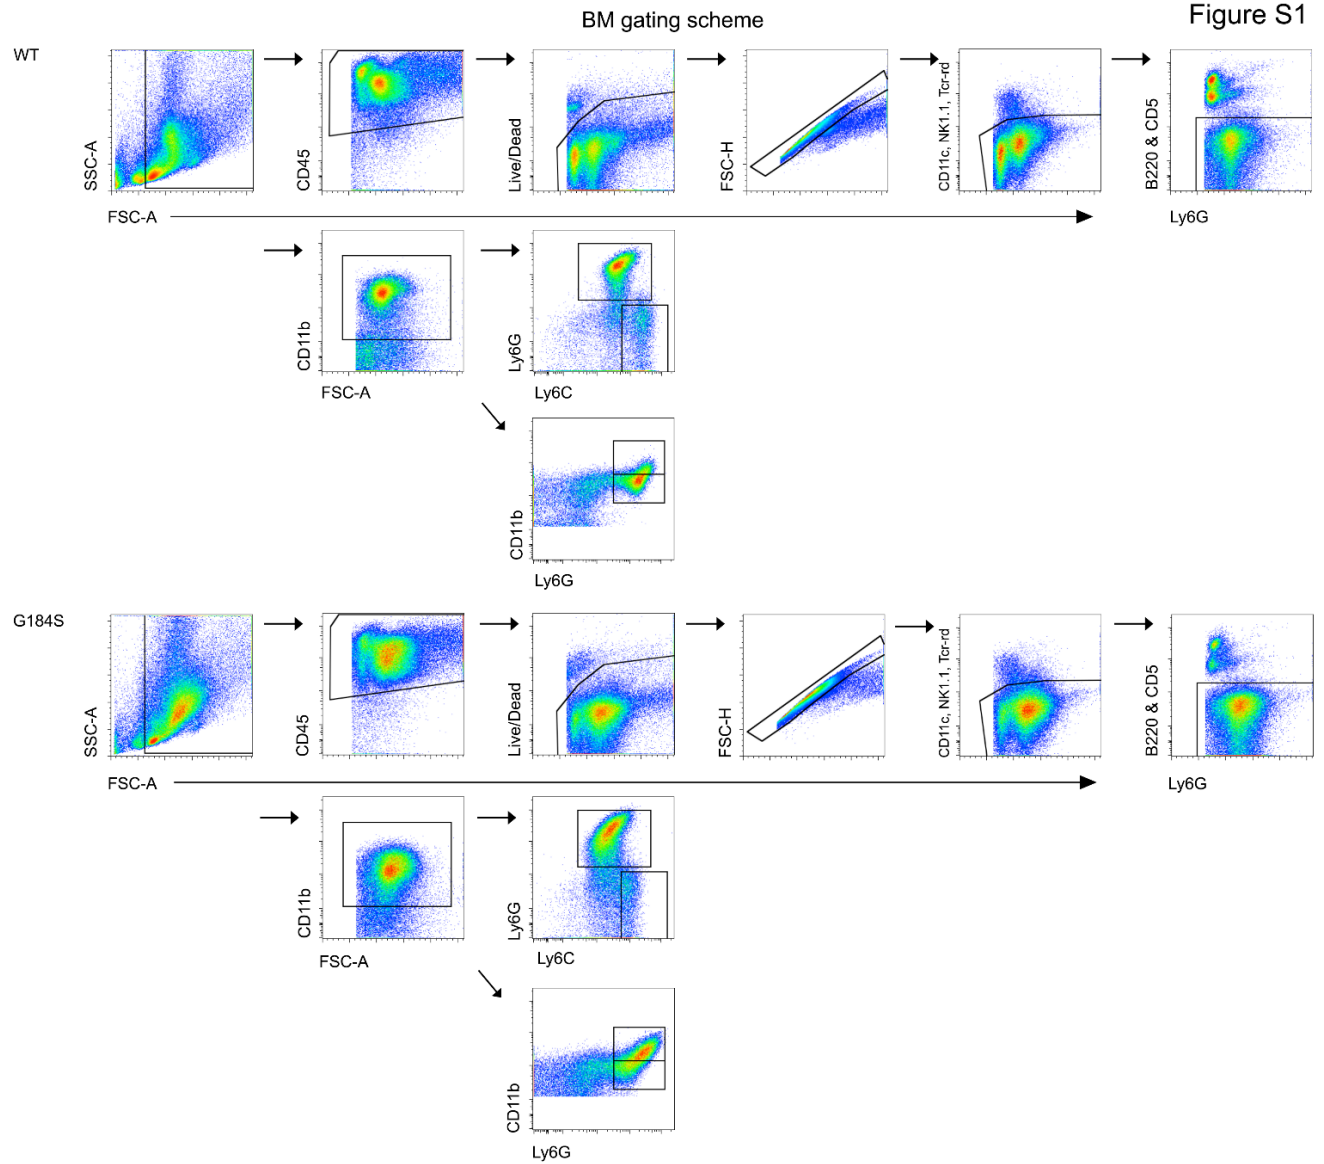 Figure S1
BM gating scheme
WT
SSC-A
CD45
Live/Dead
FSC-H
CD11c, NK1.1, Tcr-rd
B220 & CD5
FSC-A
Ly6G
CD11b
Ly6G
FSC-A
Ly6C
CD11b
Ly6G
G184S
SSC-A
CD45
Live/Dead
FSC-H
CD11c, NK1.1, Tcr-rd
B220 & CD5
FSC-A
Ly6G
CD11b
Ly6G
FSC-A
Ly6C
CD11b
Ly6G